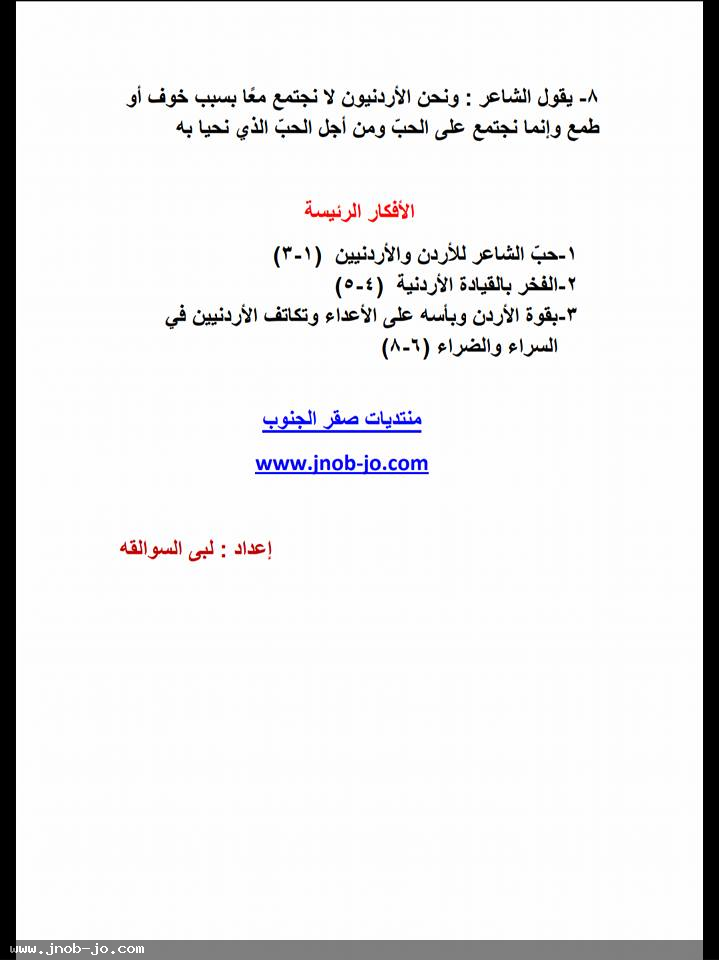 ٨- يقول الشاعر : ونحن الأردنيون لا نجتمع معًا بسبب خوف أو
طمع وإنما نجتمع على الحبّ ومن أجل الحبّ الذي نحيا به
الأفكار الرئيسة
١-حبّ الشاعر للأردن والأردنيين (١-٣)
٢-الفخر بالقيادة الأردنية (٤-٥)
٣-بقوة الأردن وبأسه على الأعداء وتكاتف الأردنيين في
السراء والضراء (٦-٨)
منتديات صقر الجنوب
www.jnob-jo.com
إعداد : لبى السوالقه
www.jnob-jo.com